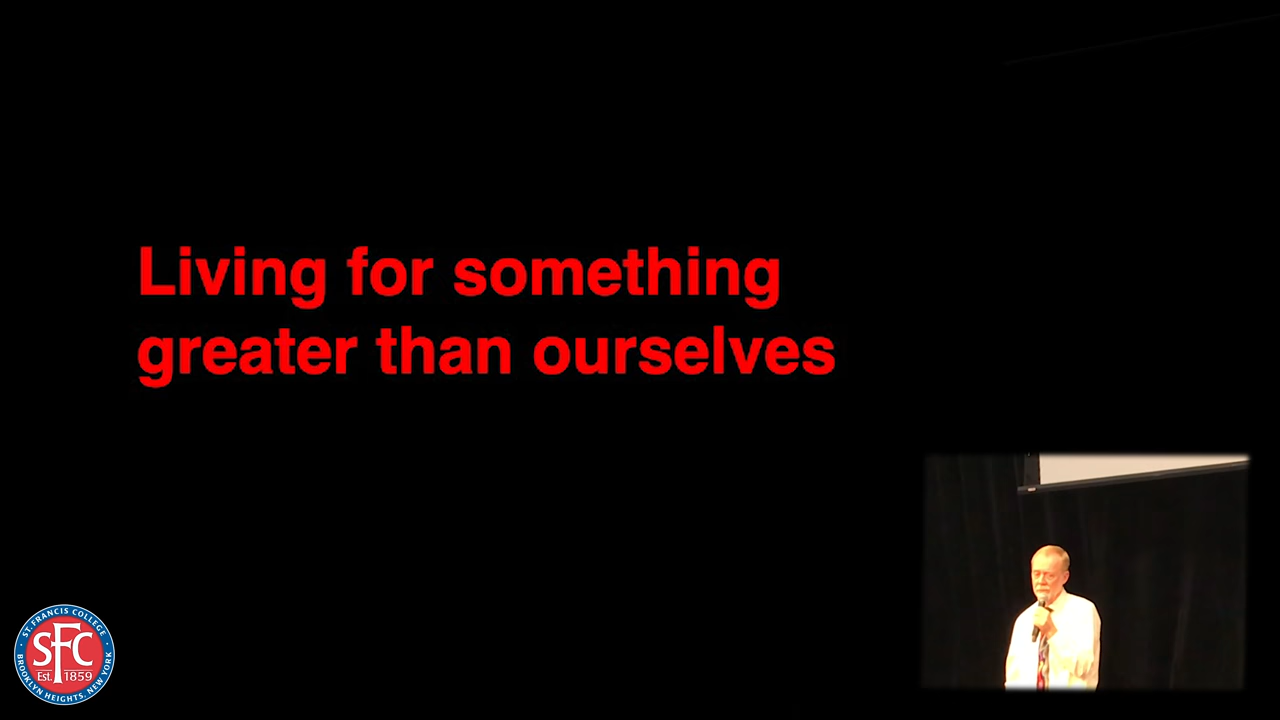 Living for something
greater than ourselves
ST. FRANCIS COLLEGE
SFC
Est. 1859
BROOKLYN HEIGHTS, NEW YORK